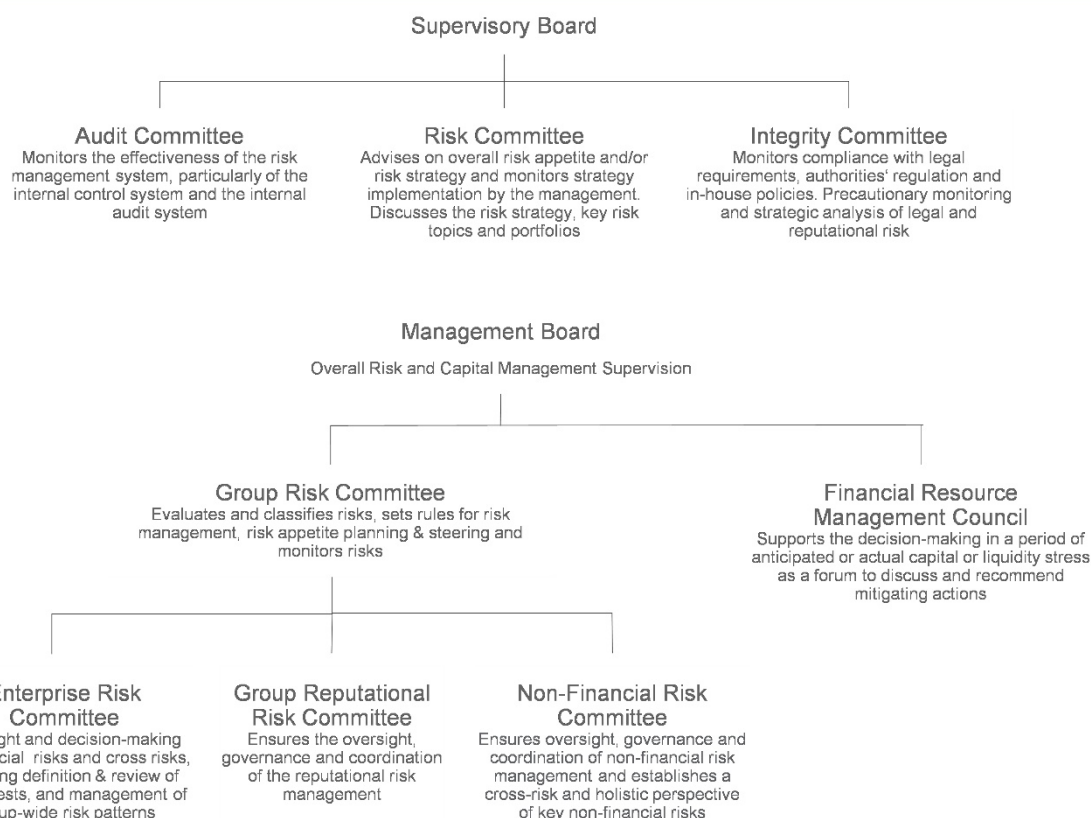 Supervisory Board
Audit Committee
Monitors the effectiveness of the risk
management system, particularly of the
internal control system and the internal
audit system
Risk Committee
Advises on overall risk appetite and/or
risk strategy and monitors strategy
implementation by the management.
Discusses the risk strategy, key risk
topics and portfolios
Integrity Committee
Monitors compliance with legal
requirements, authorities‘ regulation and
in-house policies. Precautionary monitoring
and strategic analysis of legal and
reputational risk
Management Board
Overall Risk and Capital Management Supervision
Group Risk Committee
Evaluates and classifies risks, sets rules for risk
management, risk appetite planning & steering and
monitors risks
Financial Resource
Management Council
Supports the decision-making in a period of
anticipated or actual capital or liquidity stress
as a forum to discuss and recommend
mitigating actions
Risk
Committee
and decision-making
risks and cross risks,
definition & review of
and management of
risk patterns
Group Reputational
Risk Committee
Ensures the oversight,
governance and coordination
of the reputational risk
management
Non-Financial Risk
Committee
Ensures oversight, governance and
coordination of non-financial risk
management and establishes a
cross-risk and holistic perspective
of key non-financial risks